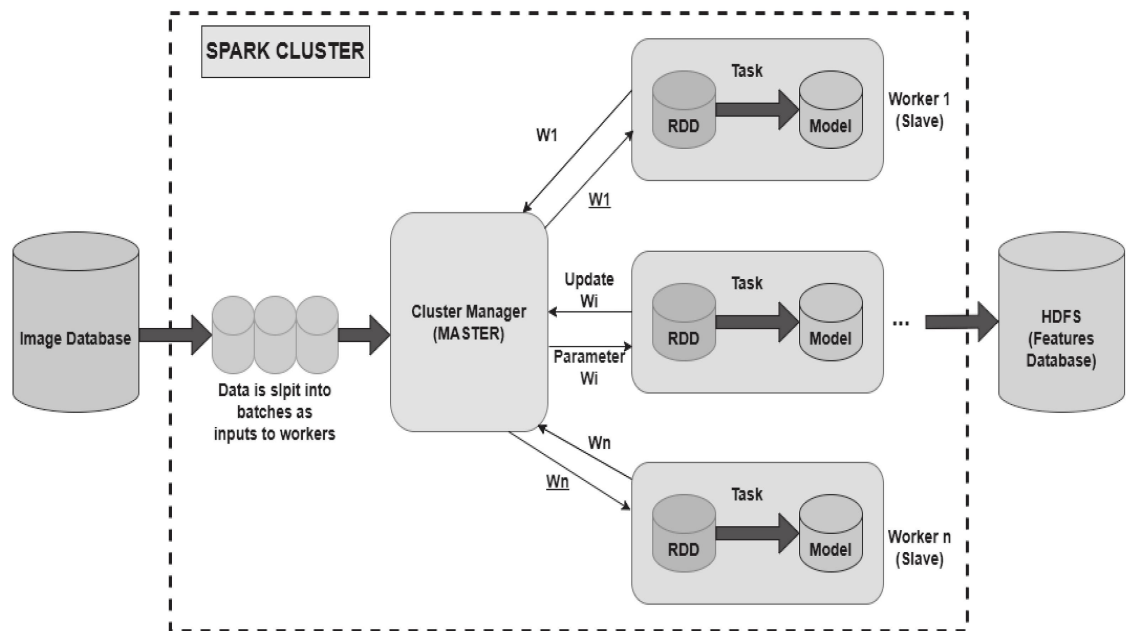 SPARK CLUSTER
Image Database
Data is slpit into
batches as
inputs to workers
Cluster Manager
(MASTER)
W1
W1
Update
Wi
Parameter
Wi
Wn
Wn
Task
RDD
Model
Worker 1
(Slave)
Task
RDD
Model
...
Task
RDD
Model
Worker n
(Slave)
HDFS
(Features
Database)